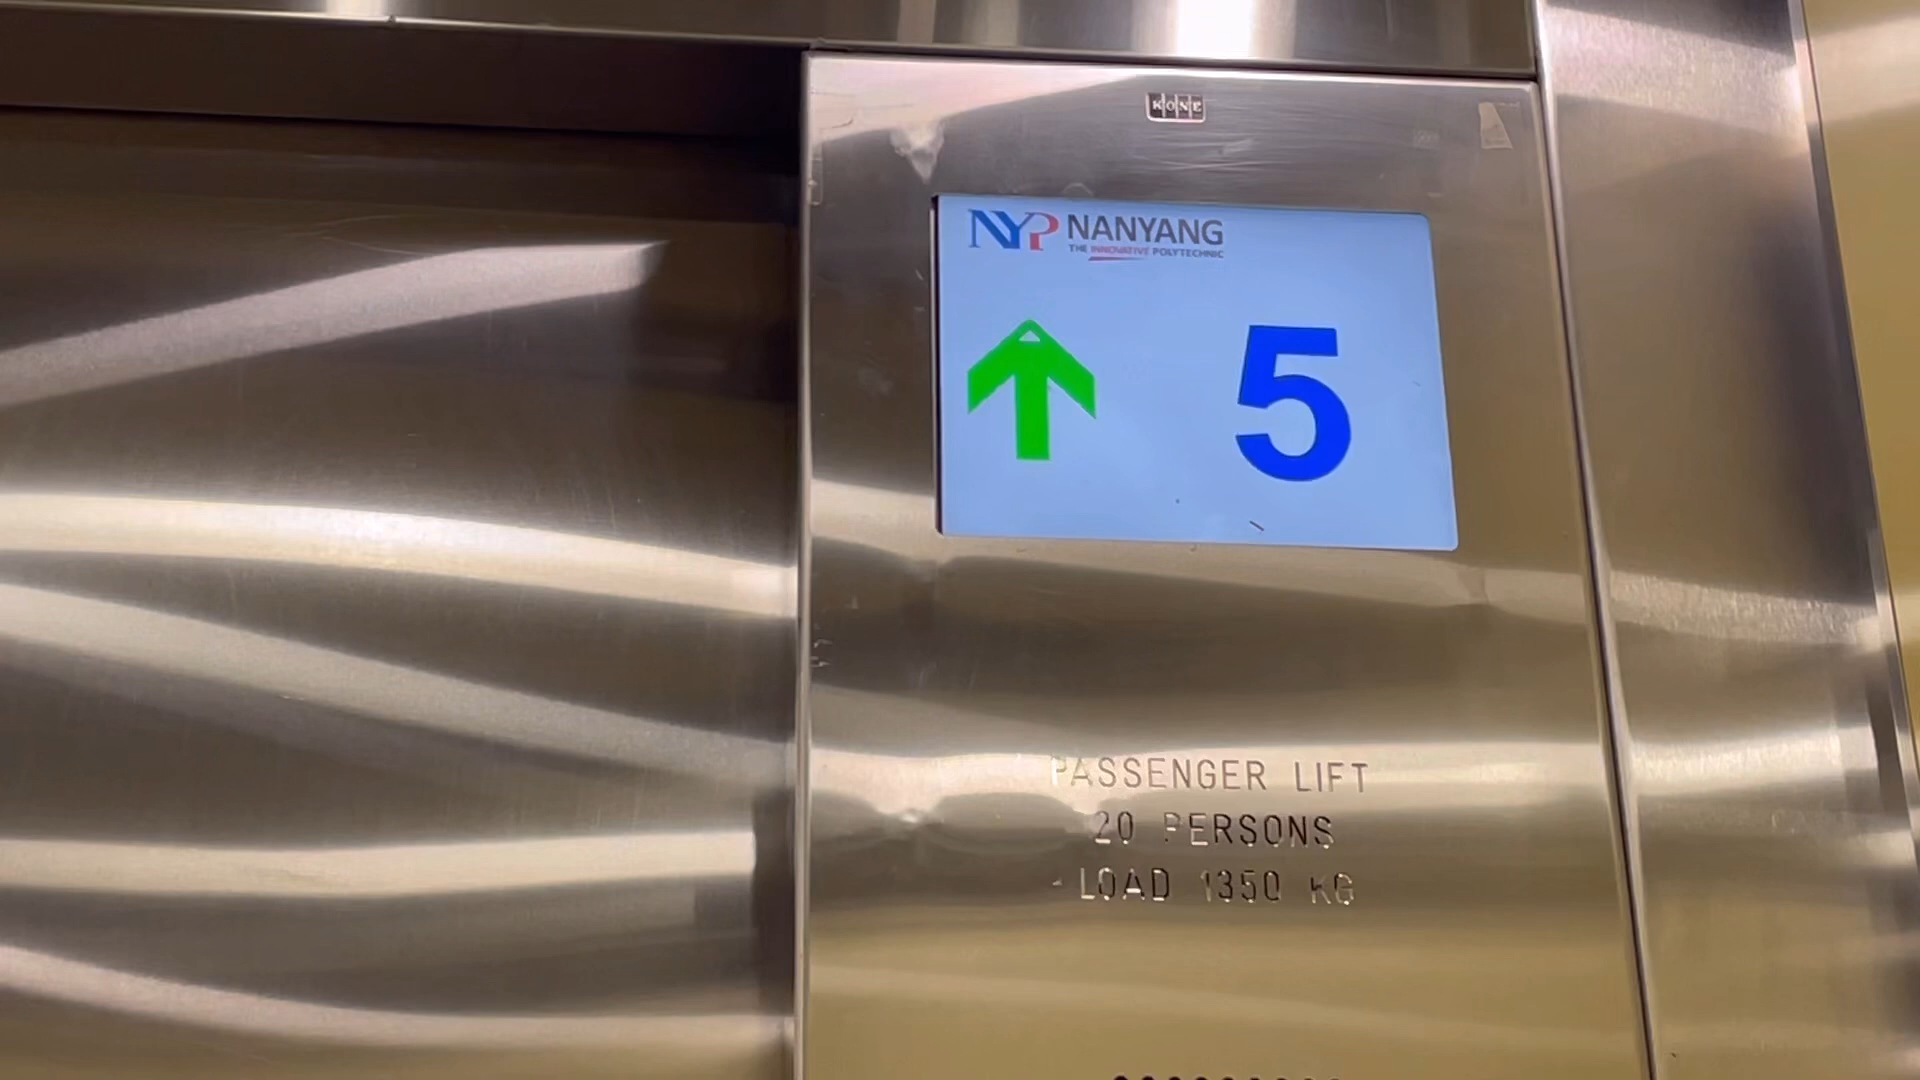 KONE
NYP NANYANG
THE INNOVATIVE POLYTECHNIC
5
PASSENGER LIFT
20 PERSONS
LOAD 1350 KG